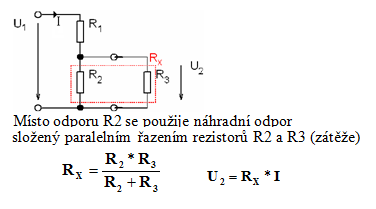 U1 I R1
Rx
R2 R3 U2
Místo odporu R2 se použije náhradní odpor
složený paralelním řazením rezistorů R2 a R3 (zátěže)
RX = R2 * R3 / R2 + R3 U2 = RX * I